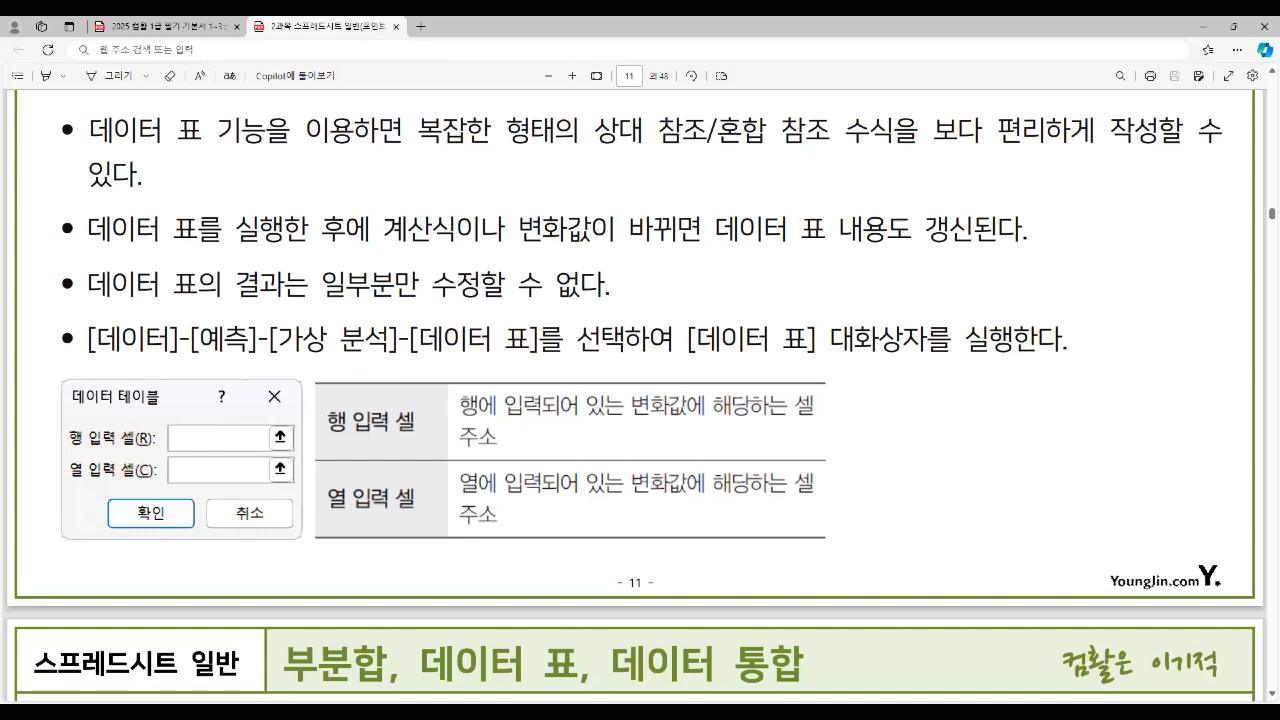 2025 컴활 1급 필기 기본서 1~3
2과목 스프레드시트 일반(포인트
웹 주소 검색 또는 입력
그리기
Copilot에 물어보기
11 의 48
• 데이터 표 기능을 이용하면 복잡한 형태의 상대 참조/혼합 참조 수식을 보다 편리하게 작성할 수
있다.
• 데이터 표를 실행한 후에 계산식이나 변화값이 바뀌면 데이터 표 내용도 갱신된다.
• 데이터 표의 결과는 일부분만 수정할 수 없다.
• [데이터]-[예측]-[가상 분석]-[데이터 표]를 선택하여 [데이터 표] 대화상자를 실행한다.
데이터 테이블 ?
행 입력 셀(R):
열 입력 셀(C):
확인 취소
행 입력 셀
행에 입력되어 있는 변화값에 해당하는 셀
주소
열 입력 셀
열에 입력되어 있는 변화값에 해당하는 셀
주소
- 11 -
YoungJin.com Y.
스프레드시트 일반
부분합, 데이터 표, 데이터 통합
컴활은 이기적